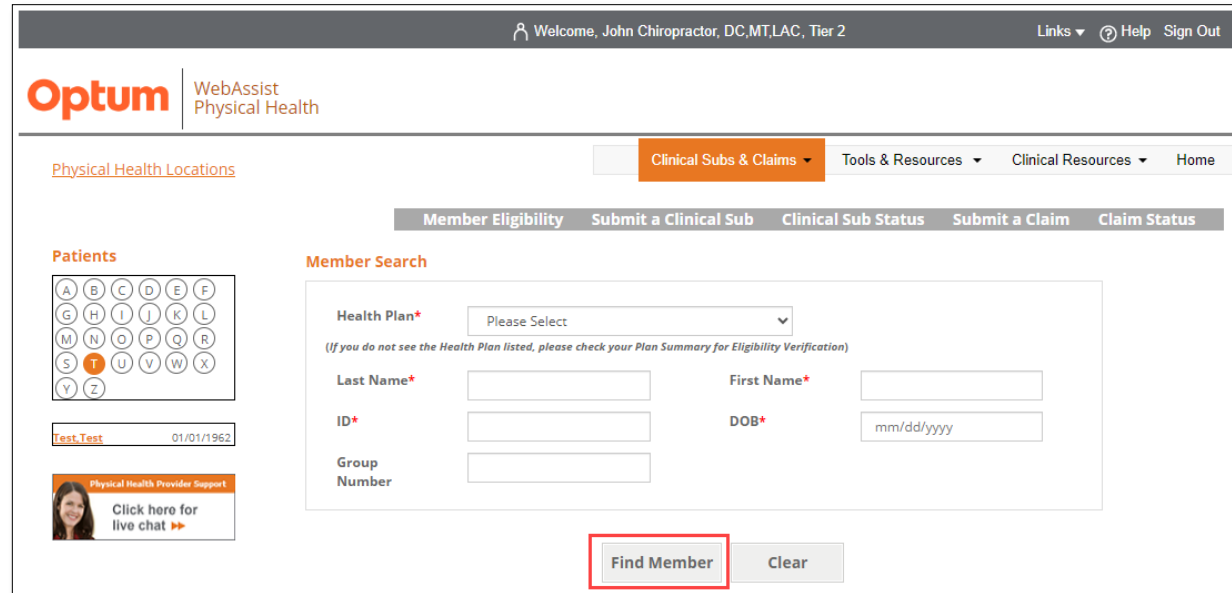 Welcome, John Chiropractor, DC,MT,LAC, Tier 2
Links ▾ ? Help Sign Out
Optum
WebAssist
Physical Health
Physical Health Locations
Clinical Subs & Claims ▾ Tools & Resources ▾ Clinical Resources ▾ Home
Member Eligibility Submit a Clinical Sub Clinical Sub Status Submit a Claim Claim Status
Patients
A B C D E F
G H I J K L
M N O P Q R
S T U V W X
Y Z
Test,Test 01/01/1962
Physical Health Provider Support
Click here for
live chat
Member Search
Health Plan* Please Select
(If you do not see the Health Plan listed, please check your Plan Summary for Eligibility Verification)
Last Name* First Name*
ID* DOB* mm/dd/yyyy
Group
Number
Find Member Clear